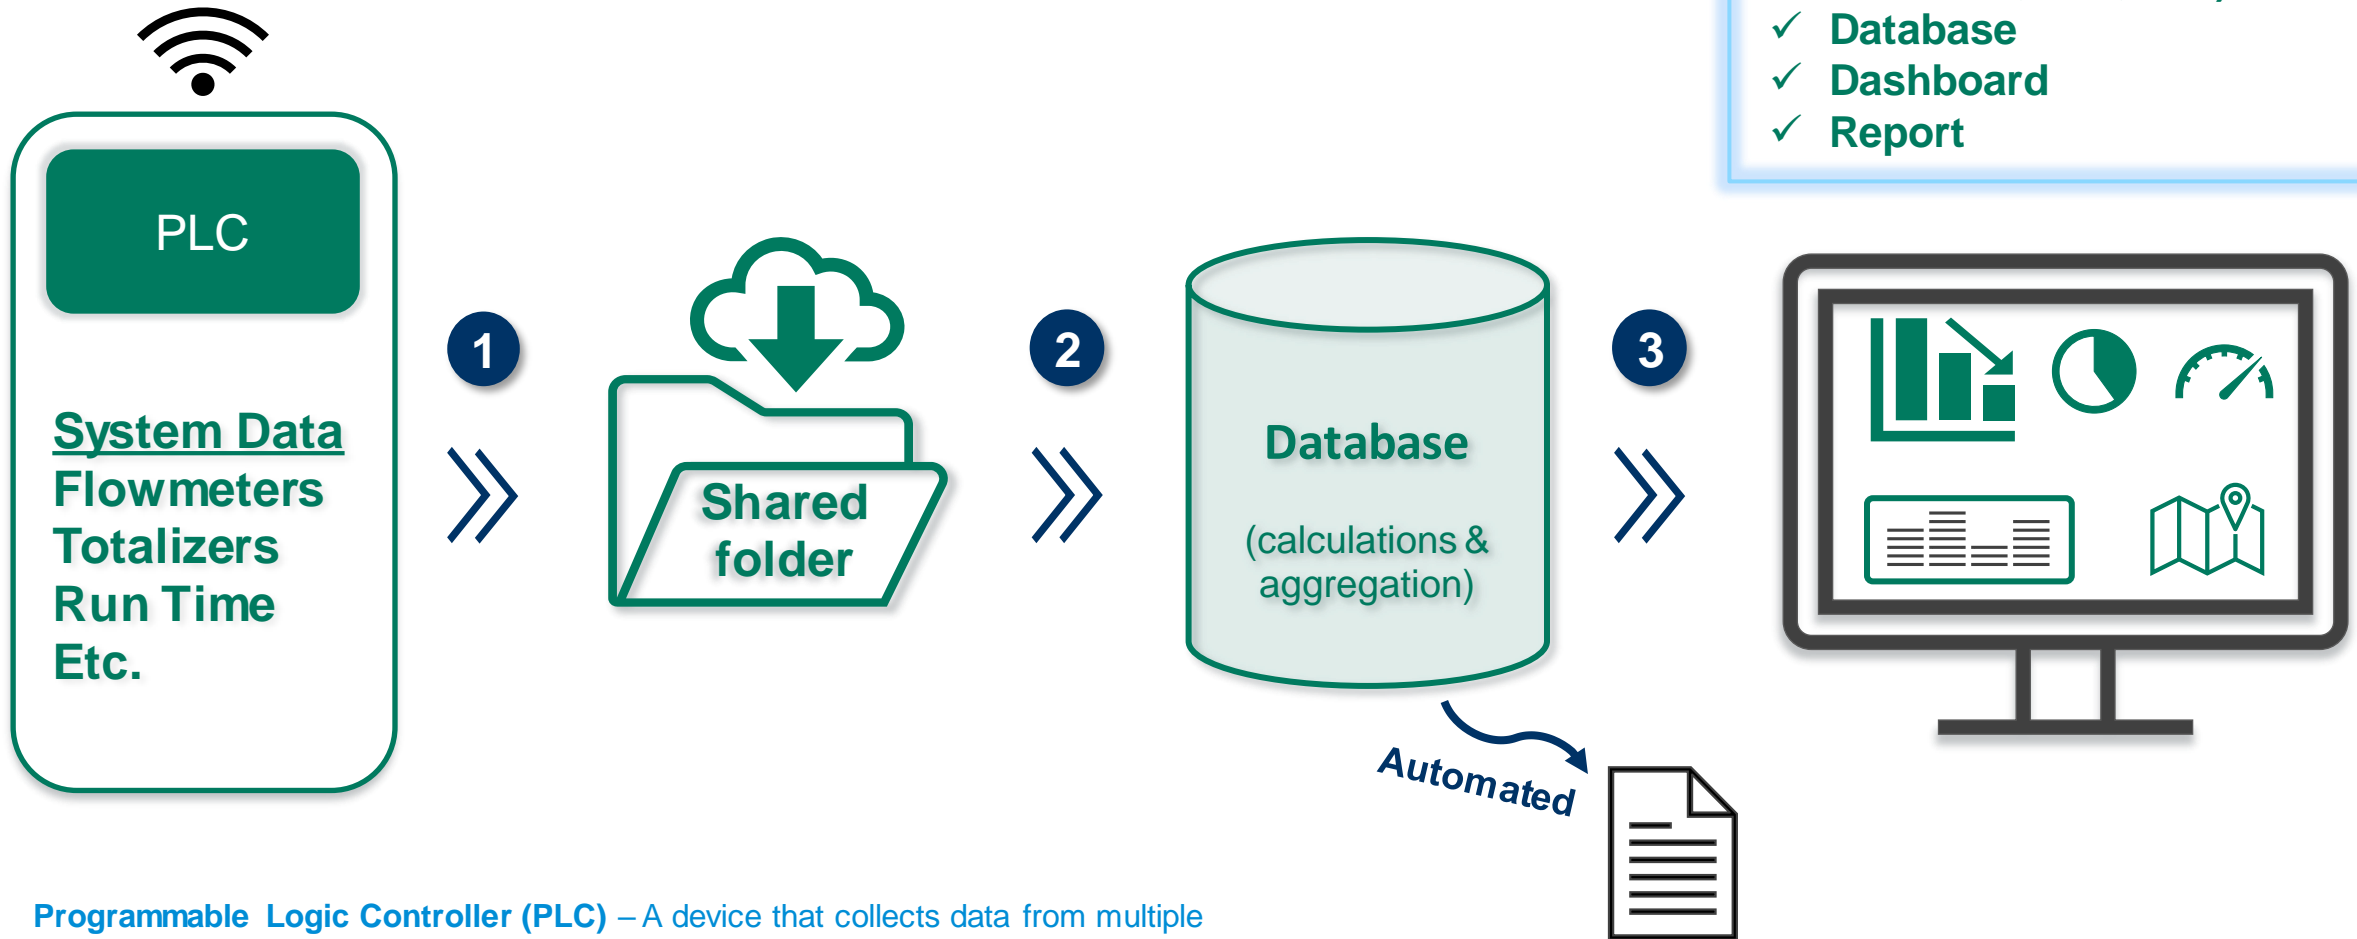 ✓ Database
✓ Dashboard
✓ Report
PLC
System Data
Flowmeters
Totalizers
Run Time
Etc.
1
Shared
folder
2
Database
(calculations &
aggregation)
3
Automated
Programmable Logic Controller (PLC) – A device that collects data from multiple